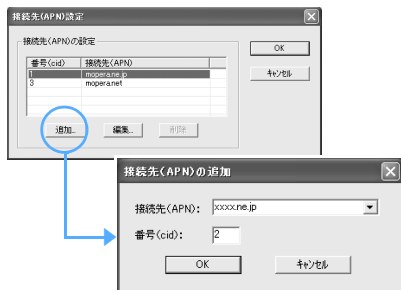 接続先(APN)設定
接続先(APN)の設定
番号(cid) 接続先(APN)
1 mopera.ne.jp
3 mopera.net
追加... 編集... 削除
OK
キャンセル
接続先(APN)の追加
接続先(APN): xxxx.ne.jp
番号(cid): 2
OK キャンセル